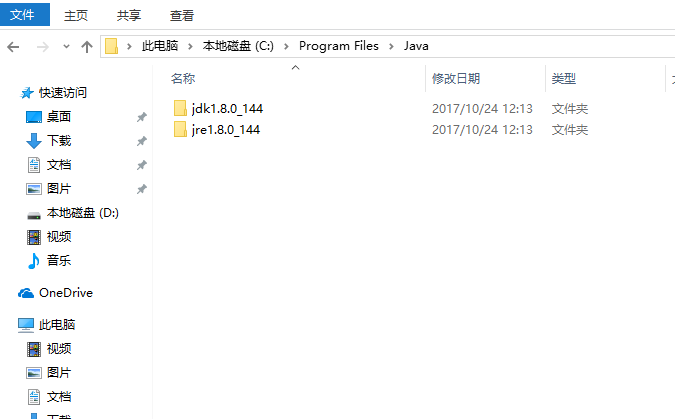 文件 主页 共享 查看
此电脑 本地磁盘 (C:) Program Files Java
名称 修改日期 类型
快速访问
jdk1.8.0_144 2017/10/24 12:13 文件夹
桌面
jre1.8.0_144 2017/10/24 12:13 文件夹
下载
文档
图片
本地磁盘 (D:)
视频
音乐
OneDrive
此电脑
视频
图片
文档
下载